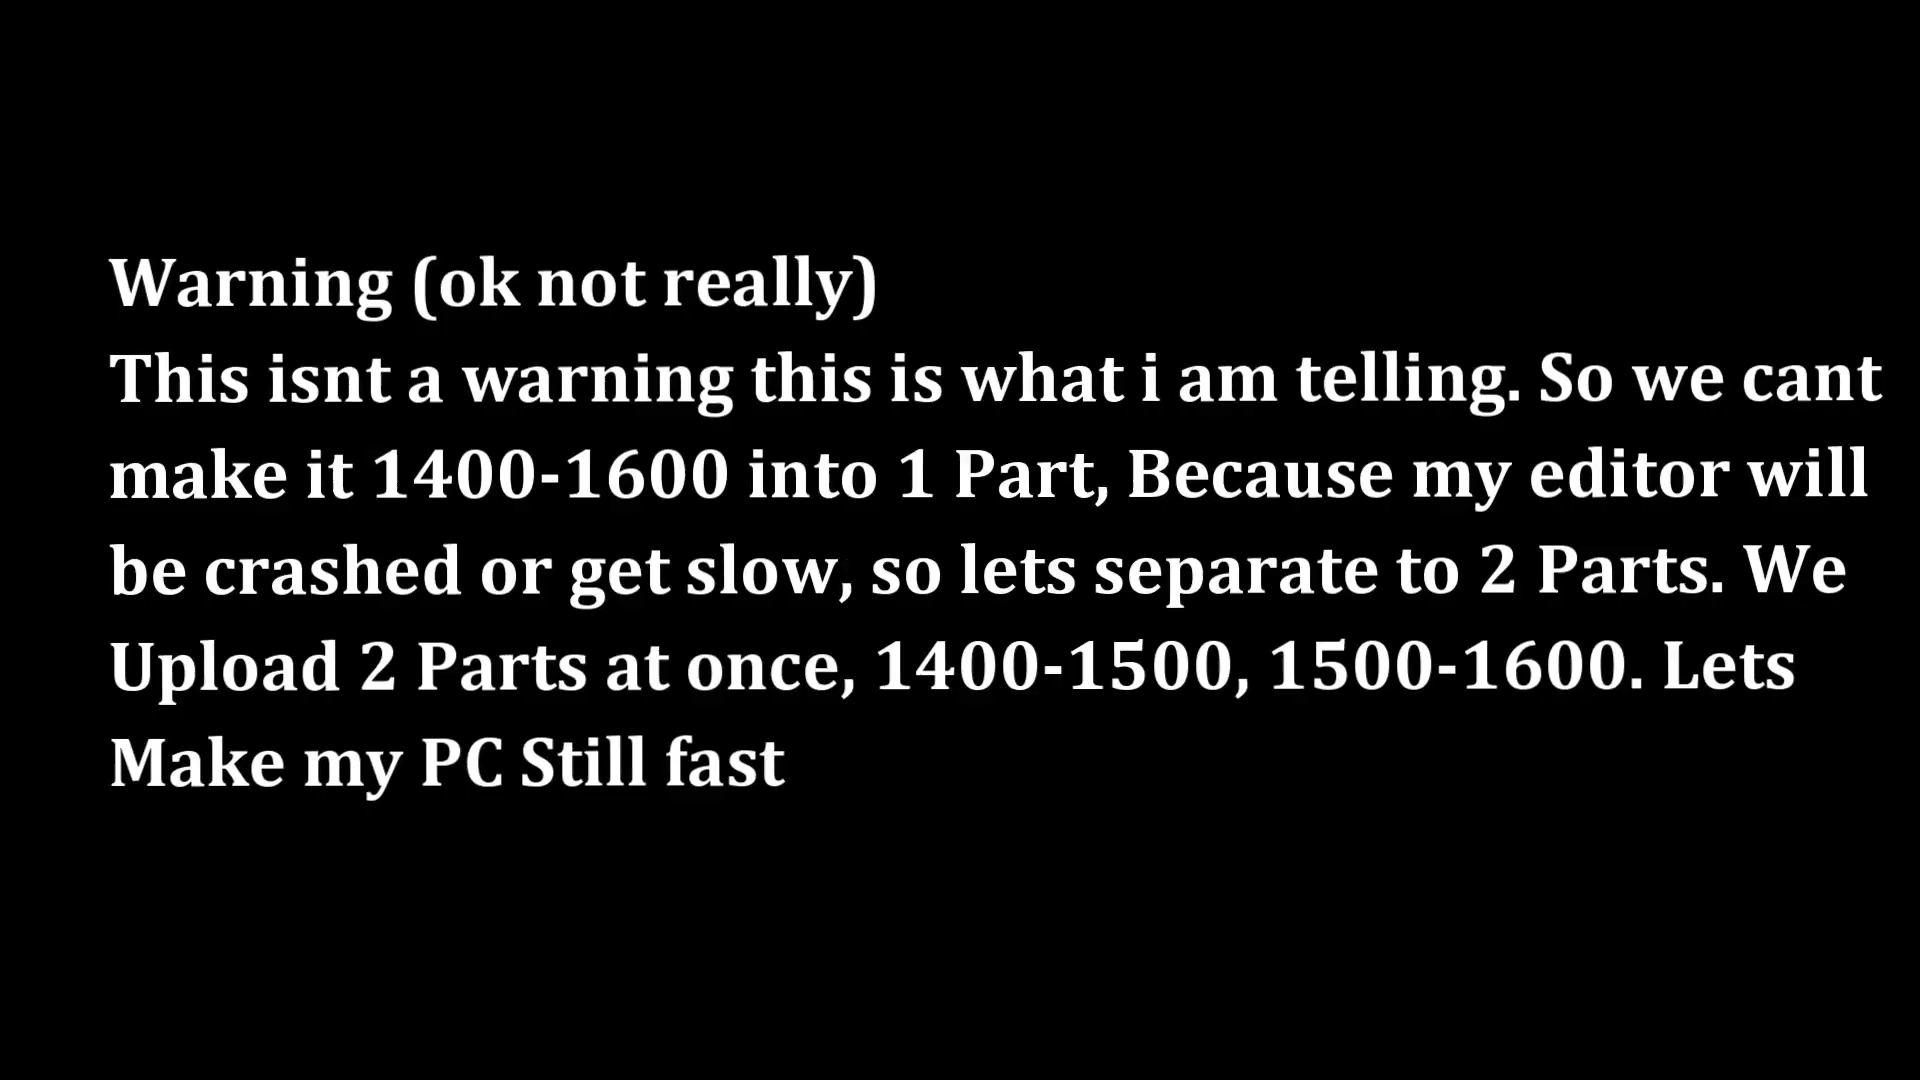 Warning (ok not really)
This isnt a warning this is what i am telling. So we cant
make it 1400-1600 into 1 Part, Because my editor will
be crashed or get slow, so lets separate to 2 Parts. We
Upload 2 Parts at once, 1400-1500, 1500-1600. Lets
Make my PC Still fast